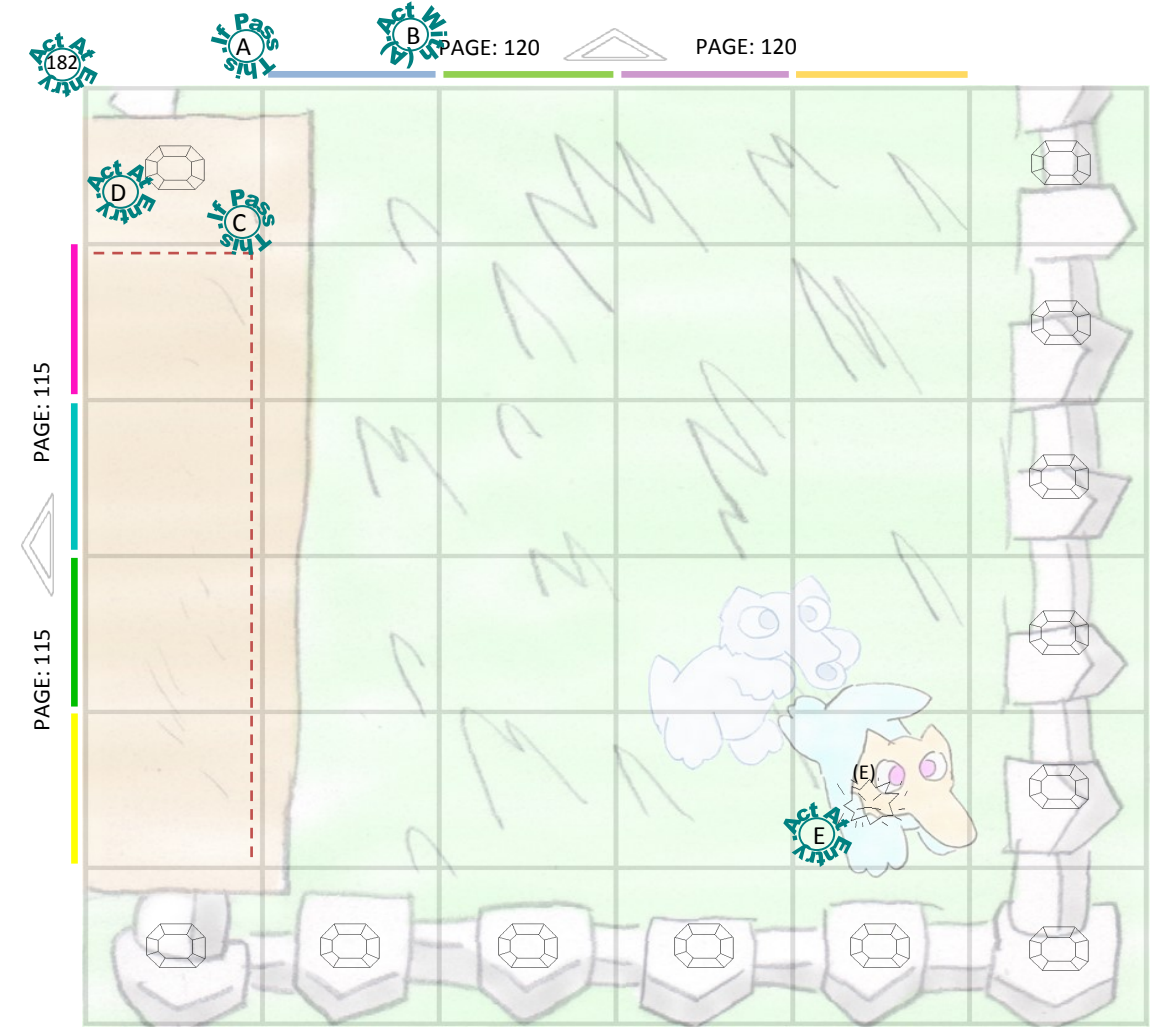 Act At Entry.
182
If Pass This.
A
Act With (A.
B
PAGE: 120
PAGE: 120
Act At Entry.
D
If Pass This.
C
PAGE: 115
PAGE: 115
(E)
Act At Entry.
E